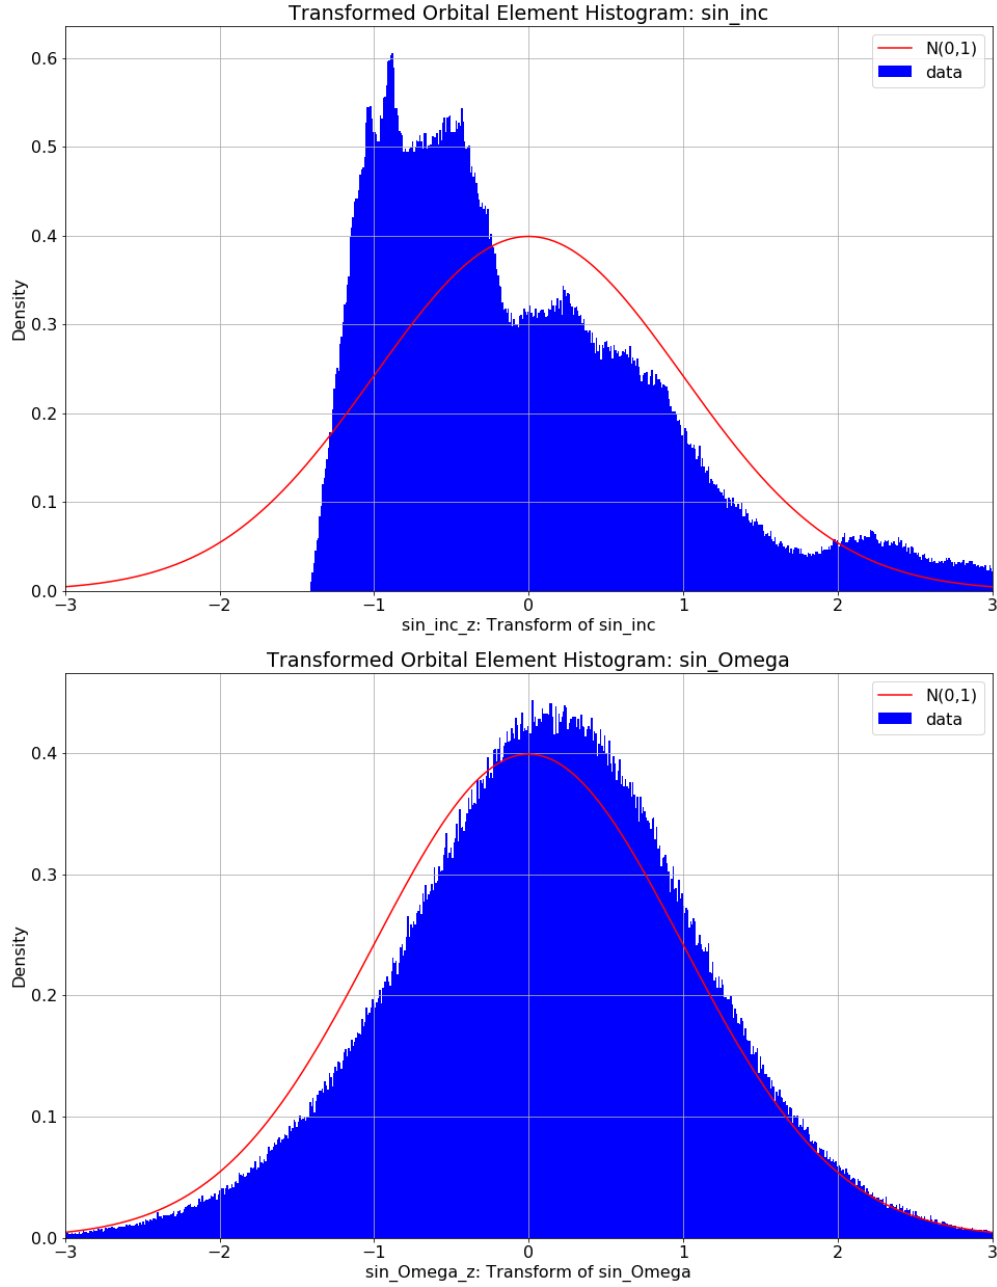 Transformed Orbital Element Histogram: sin_inc
N(0,1)
data
Density
0.6
0.5
0.4
0.3
0.2
0.1
0.0
−3 −2 −1 0 1 2 3
sin_inc_z: Transform of sin_inc
Transformed Orbital Element Histogram: sin_Omega
N(0,1)
data
Density
0.4
0.3
0.2
0.1
0.0
−3 −2 −1 0 1 2 3
sin_Omega_z: Transform of sin_Omega